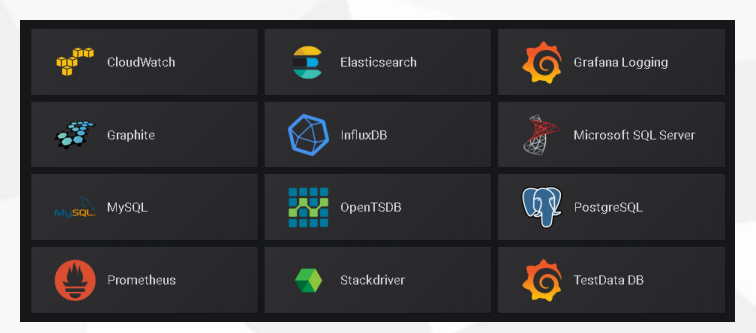 CloudWatch
Elasticsearch
Grafana Logging
Graphite
InfluxDB
Microsoft SQL Server
MySQL
MySQL
OpenTSDB
PostgreSQL
Prometheus
Stackdriver
TestData DB